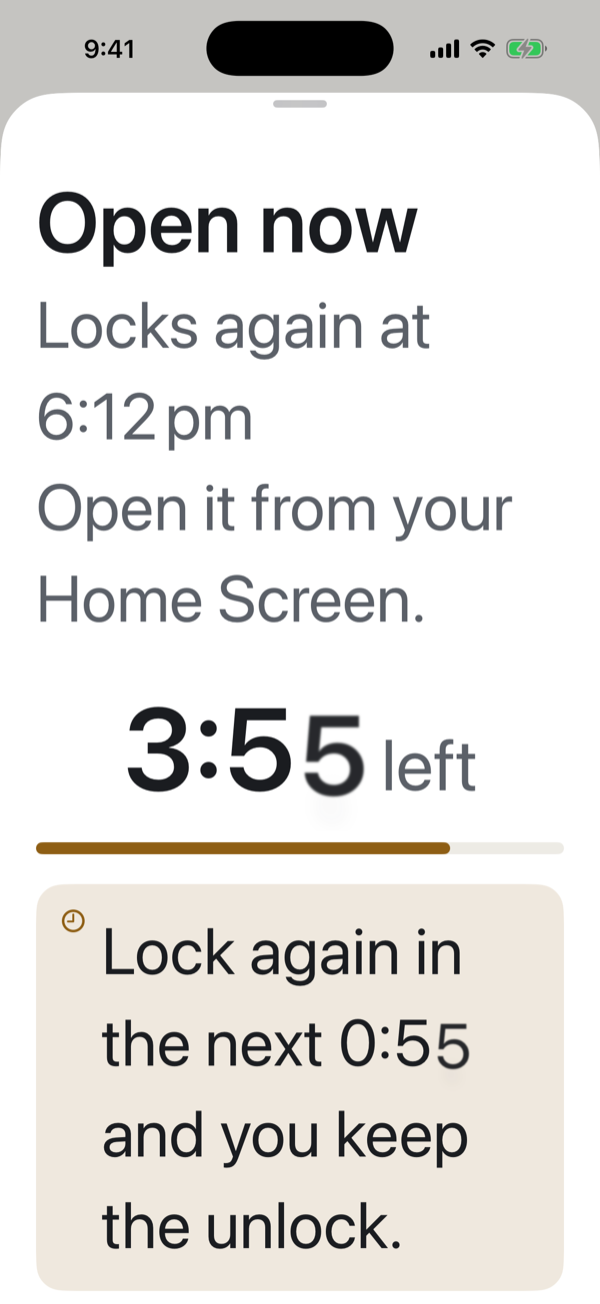 9:41
Open now
Locks again at
6:12 pm
Open it from your
Home Screen.
3:55 left
Lock again in
the next 0:55
and you keep
the unlock.